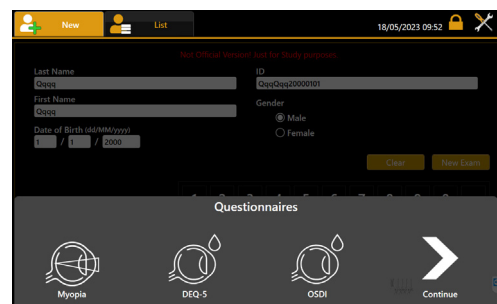 New
List
18/05/2023 09:52
Not Official Version! Just for Study purposes.
Last Name
ID
Qqqq
QqqQqq20000101
First Name
Gender
Qqqq
Male
Date of Birth (dd/MM/yyyy)
1 / 1 / 2000
Female
Clear
New Exam
Questionnaires
Myopia
DEQ-5
OSDI
Continue